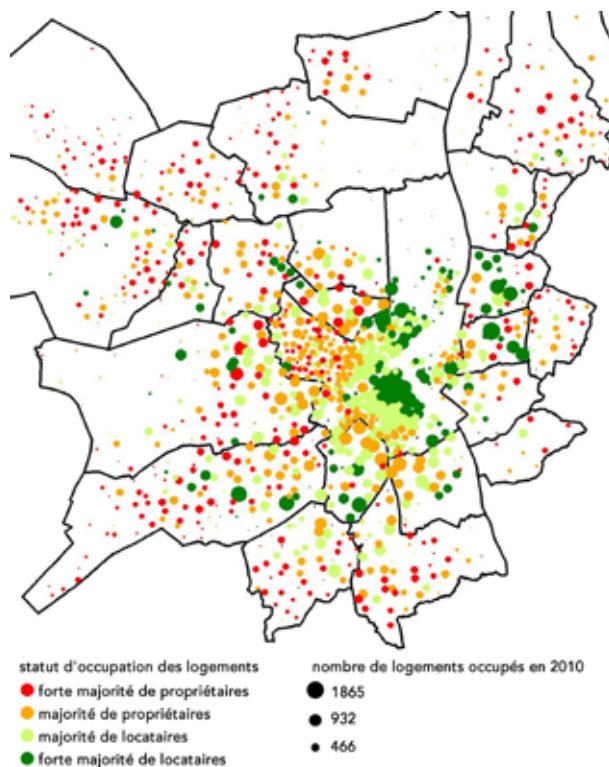 statut d'occupation des logements
forte majorité de propriétaires
majorité de propriétaires
majorité de locataires
forte majorité de locataires
nombre de logements occupés en 2010
1865
932
466